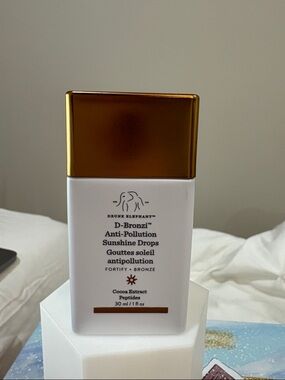 DRUNK ELEPHANT™
D-Bronzi™
Anti-Pollution
Sunshine Drops
Gouttes soleil
antipollution
FORTIFY + BRONZE
Cocoa Extract
Peptides
30 ml / 1 fl oz